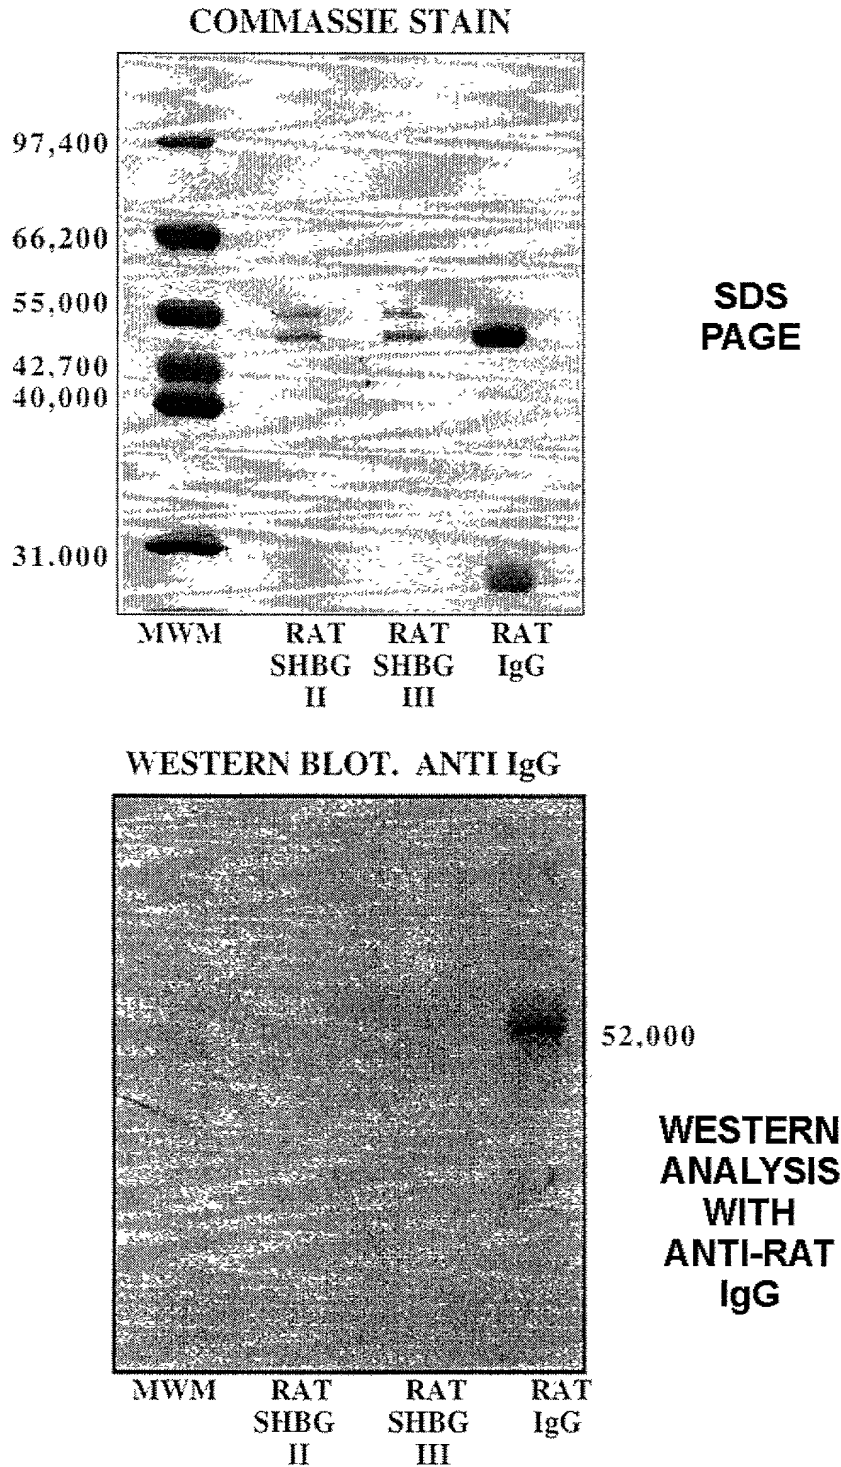 COMMASSIE STAIN
97,400
66,200
55,000
42,700
40,000
31.000
SDS
PAGE
MWM
RAT
SHBG
II
RAT
SHBG
III
RAT
IgG
WESTERN BLOT. ANTI IgG
52,000
WESTERN
ANALYSIS
WITH
ANTI-RAT
IgG
MWM
RAT
SHBG
II
RAT
SHBG
III
RAT
IgG